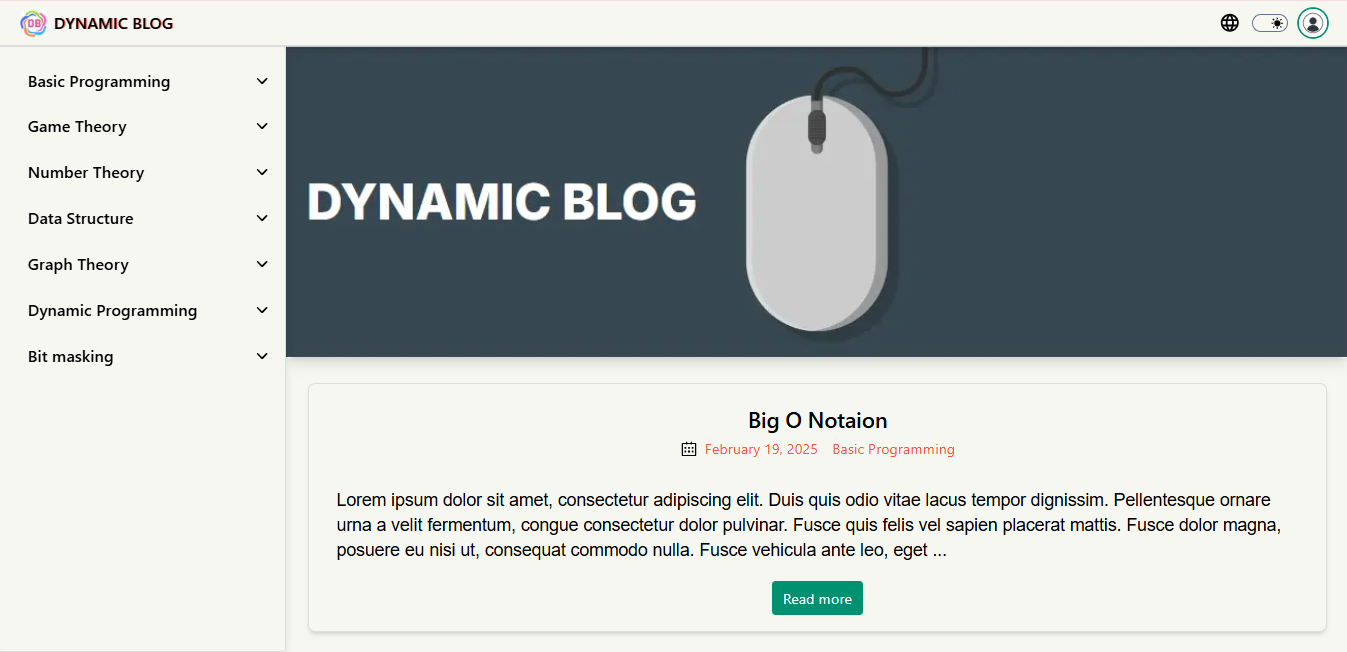 DB DYNAMIC BLOG
Basic Programming
Game Theory
Number Theory
Data Structure
Graph Theory
Dynamic Programming
Bit masking
DYNAMIC BLOG
Big O Notaion
February 19, 2025 Basic Programming
Lorem ipsum dolor sit amet, consectetur adipiscing elit. Duis quis odio vitae lacus tempor dignissim. Pellentesque ornare
urna a velit fermentum, congue consectetur dolor pulvinar. Fusce quis felis vel sapien placerat mattis. Fusce dolor magna,
posuere eu nisi ut, consequat commodo nulla. Fusce vehicula ante leo, eget ...
Read more